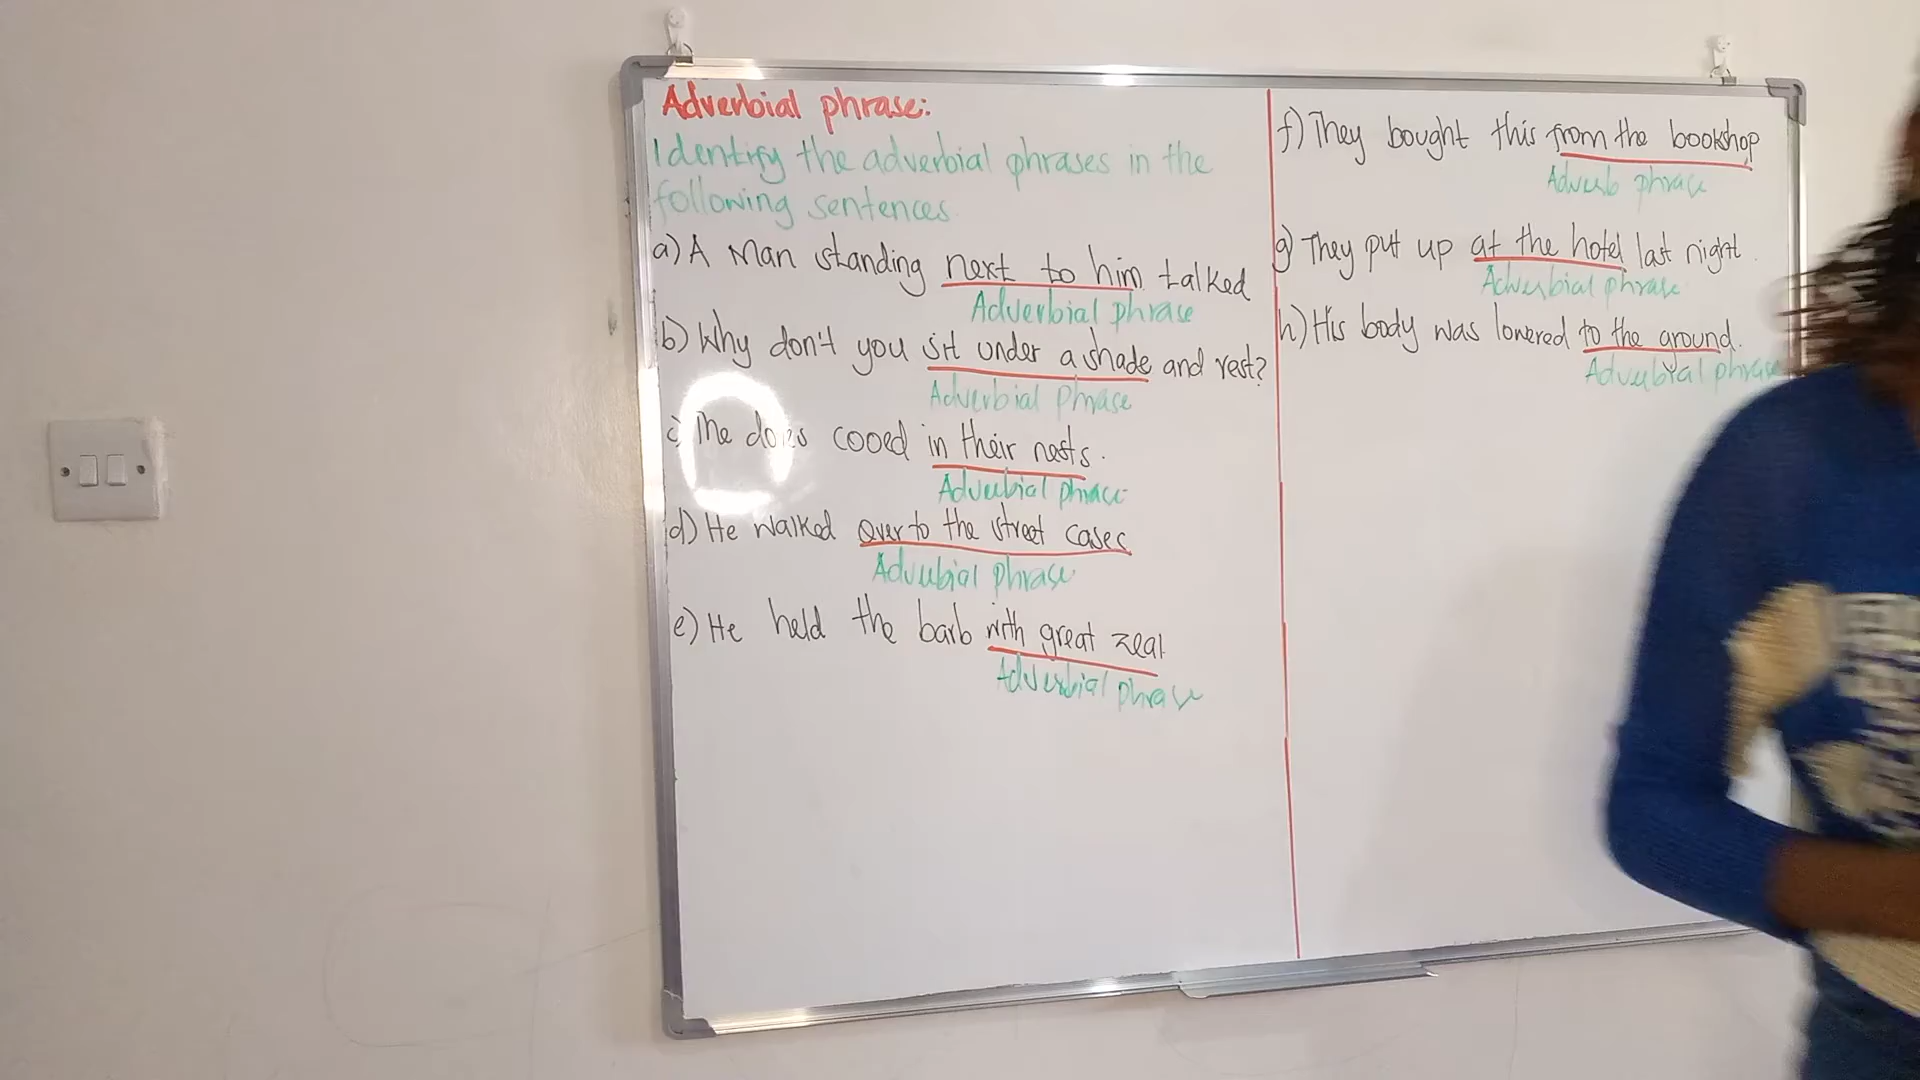 Adverbial phrase:
Identify the adverbial phrases in the
following sentences
a) A Man standing next to him talked
Adverbial phrase
b) Why don't you sit under a shade and rest?
Adverbial Phrase
c) The cooed in their nests.
Adverbial phrase
d) He walked over to the street cases
Adverbial phrase
e) He held the barb with great zeal
Adverbial phrase
f) They bought this from the bookshop
Adverb phrase
g) They put up at the hotel last night.
Adverbial phrase
h) His body was lowered to the ground.
Adverbial phrase